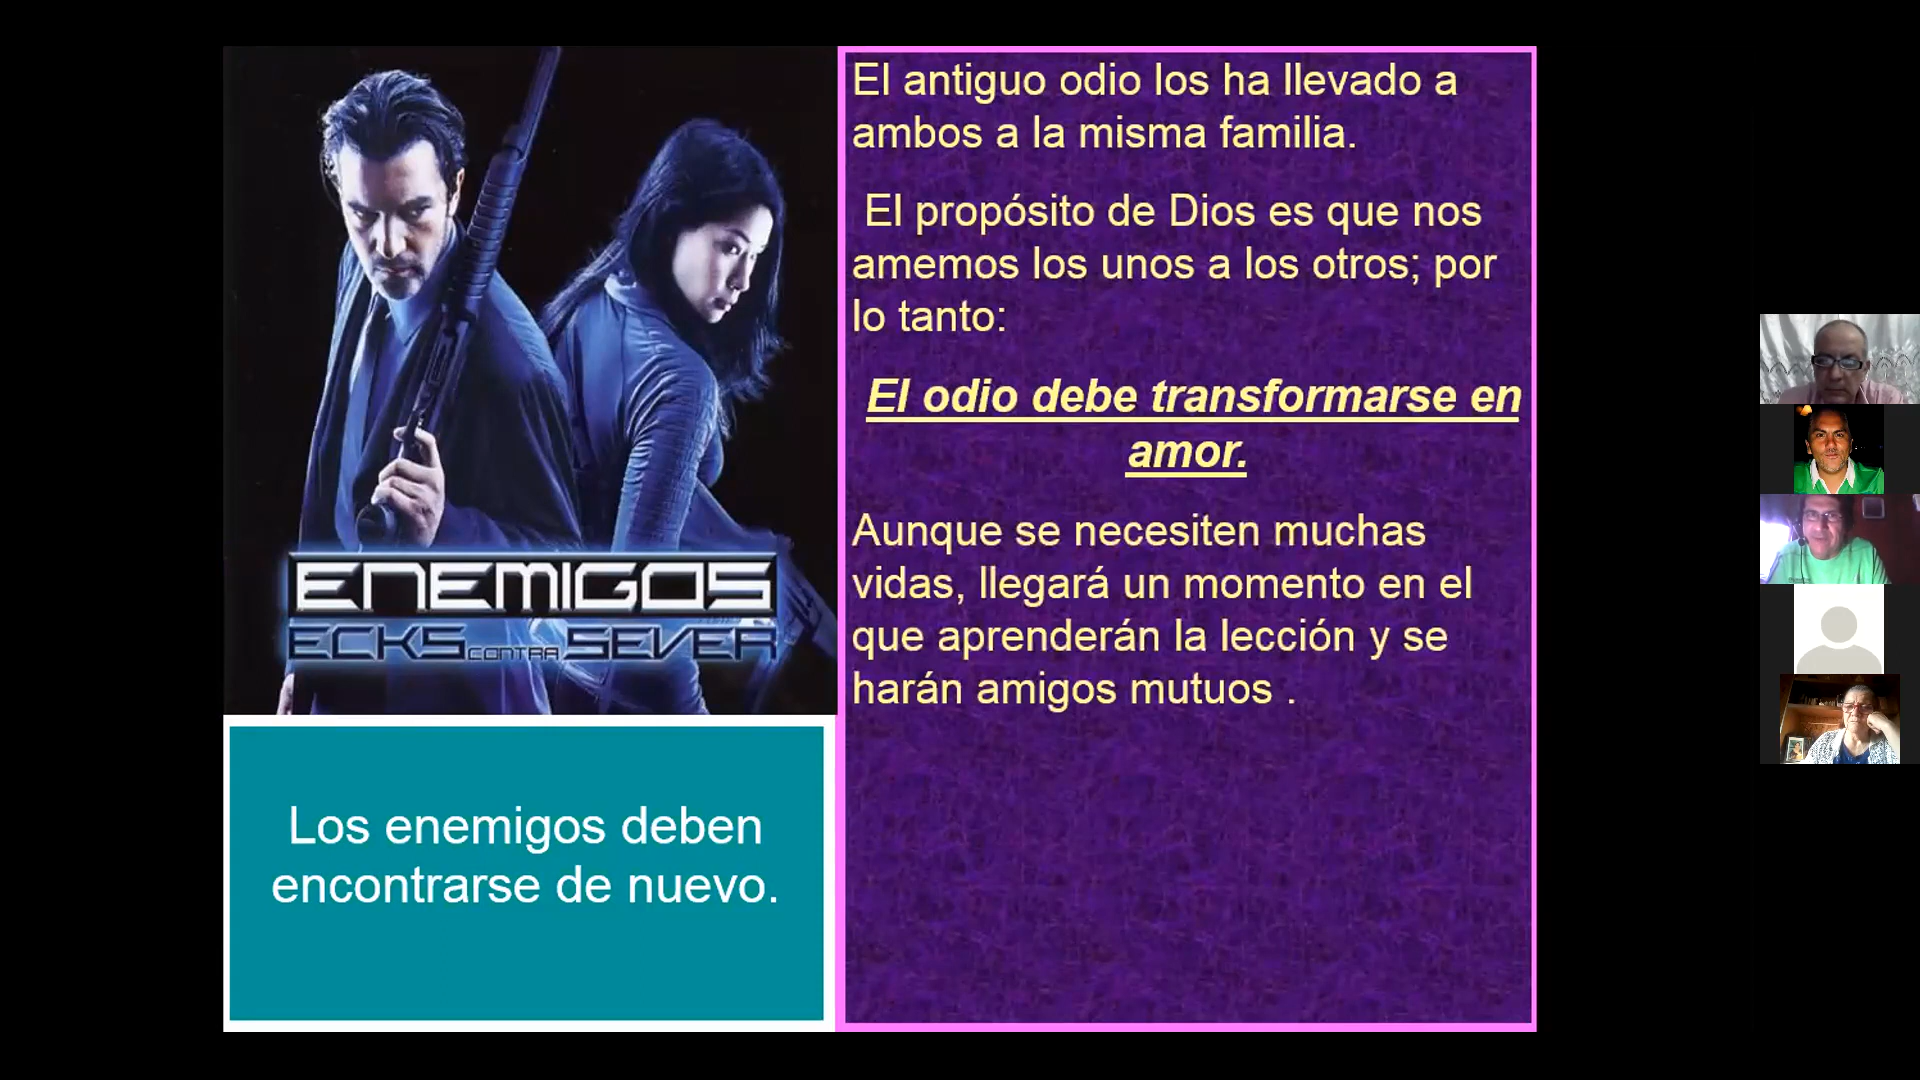 ENEMIGOS
ECKS CONTRA SEVER
Los enemigos deben
encontrarse de nuevo.
El antiguo odio los ha llevado a
ambos a la misma familia.
El propósito de Dios es que nos
amemos los unos a los otros; por
lo tanto:
El odio debe transformarse en
amor.
Aunque se necesiten muchas
vidas, llegará un momento en el
que aprenderán la lección y se
harán amigos mutuos .